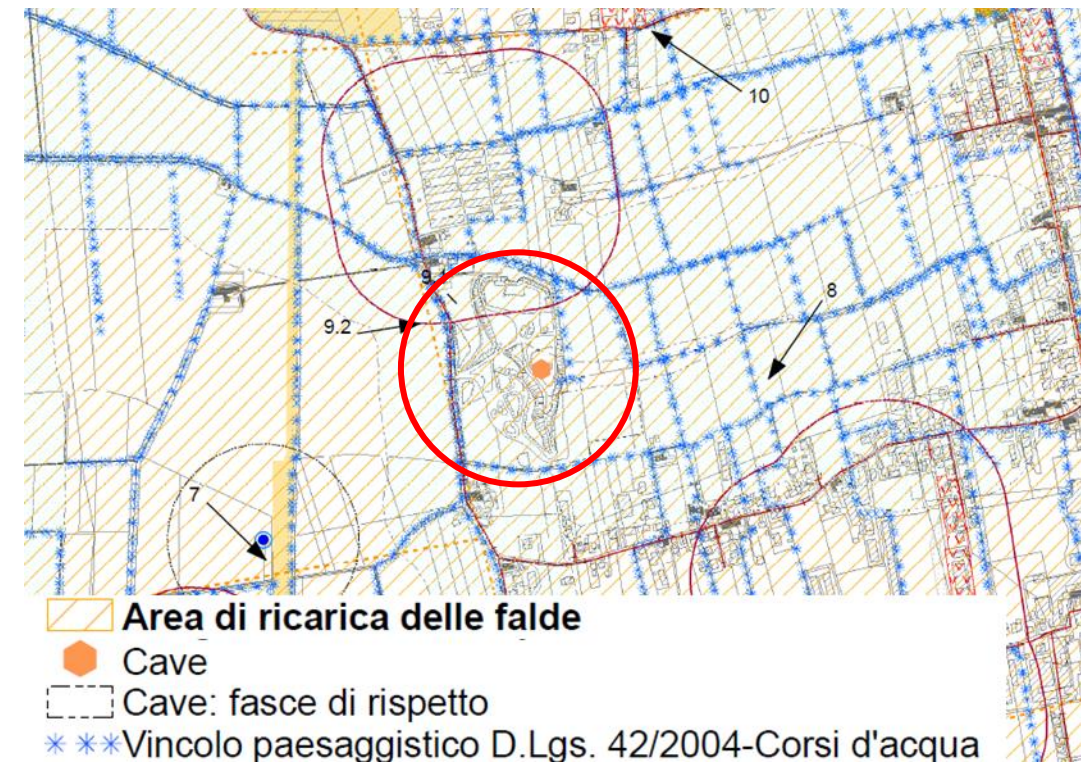 10
8
9.1
9.2
7
Area di ricarica delle falde
Cave
Cave: fasce di rispetto
Vincolo paesaggistico D.Lgs. 42/2004-Corsi d'acqua